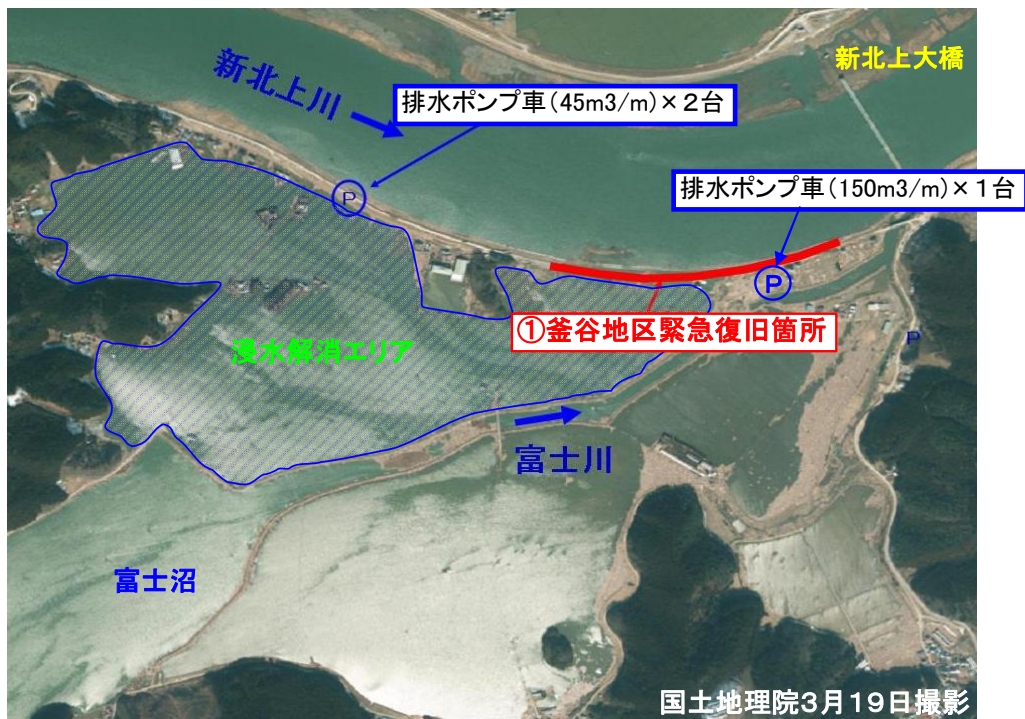 新北上大橋
新北上川
排水ポンプ車(45m3/m)×2台
排水ポンプ車(150m3/m)×1台
P
P
①釜谷地区緊急復旧箇所
P
浸水解消エリア
富士川
富士沼
国土地理院3月19日撮影